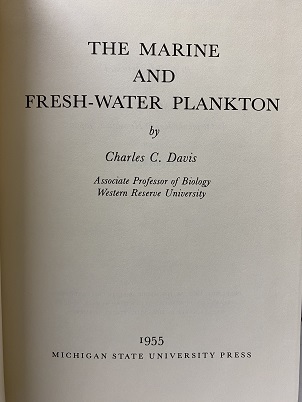 THE MARINE
AND
FRESH-WATER PLANKTON
by
Charles C. Davis
Associate Professor of Biology
Western Reserve University
1955
MICHIGAN STATE UNIVERSITY PRESS